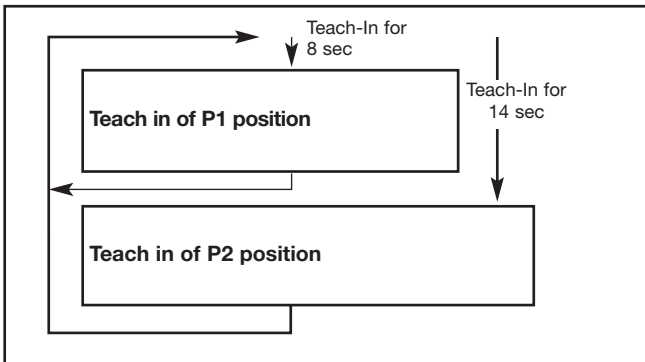 Teach-In for
8 sec
Teach-In for
14 sec
Teach in of P1 position
Teach in of P2 position